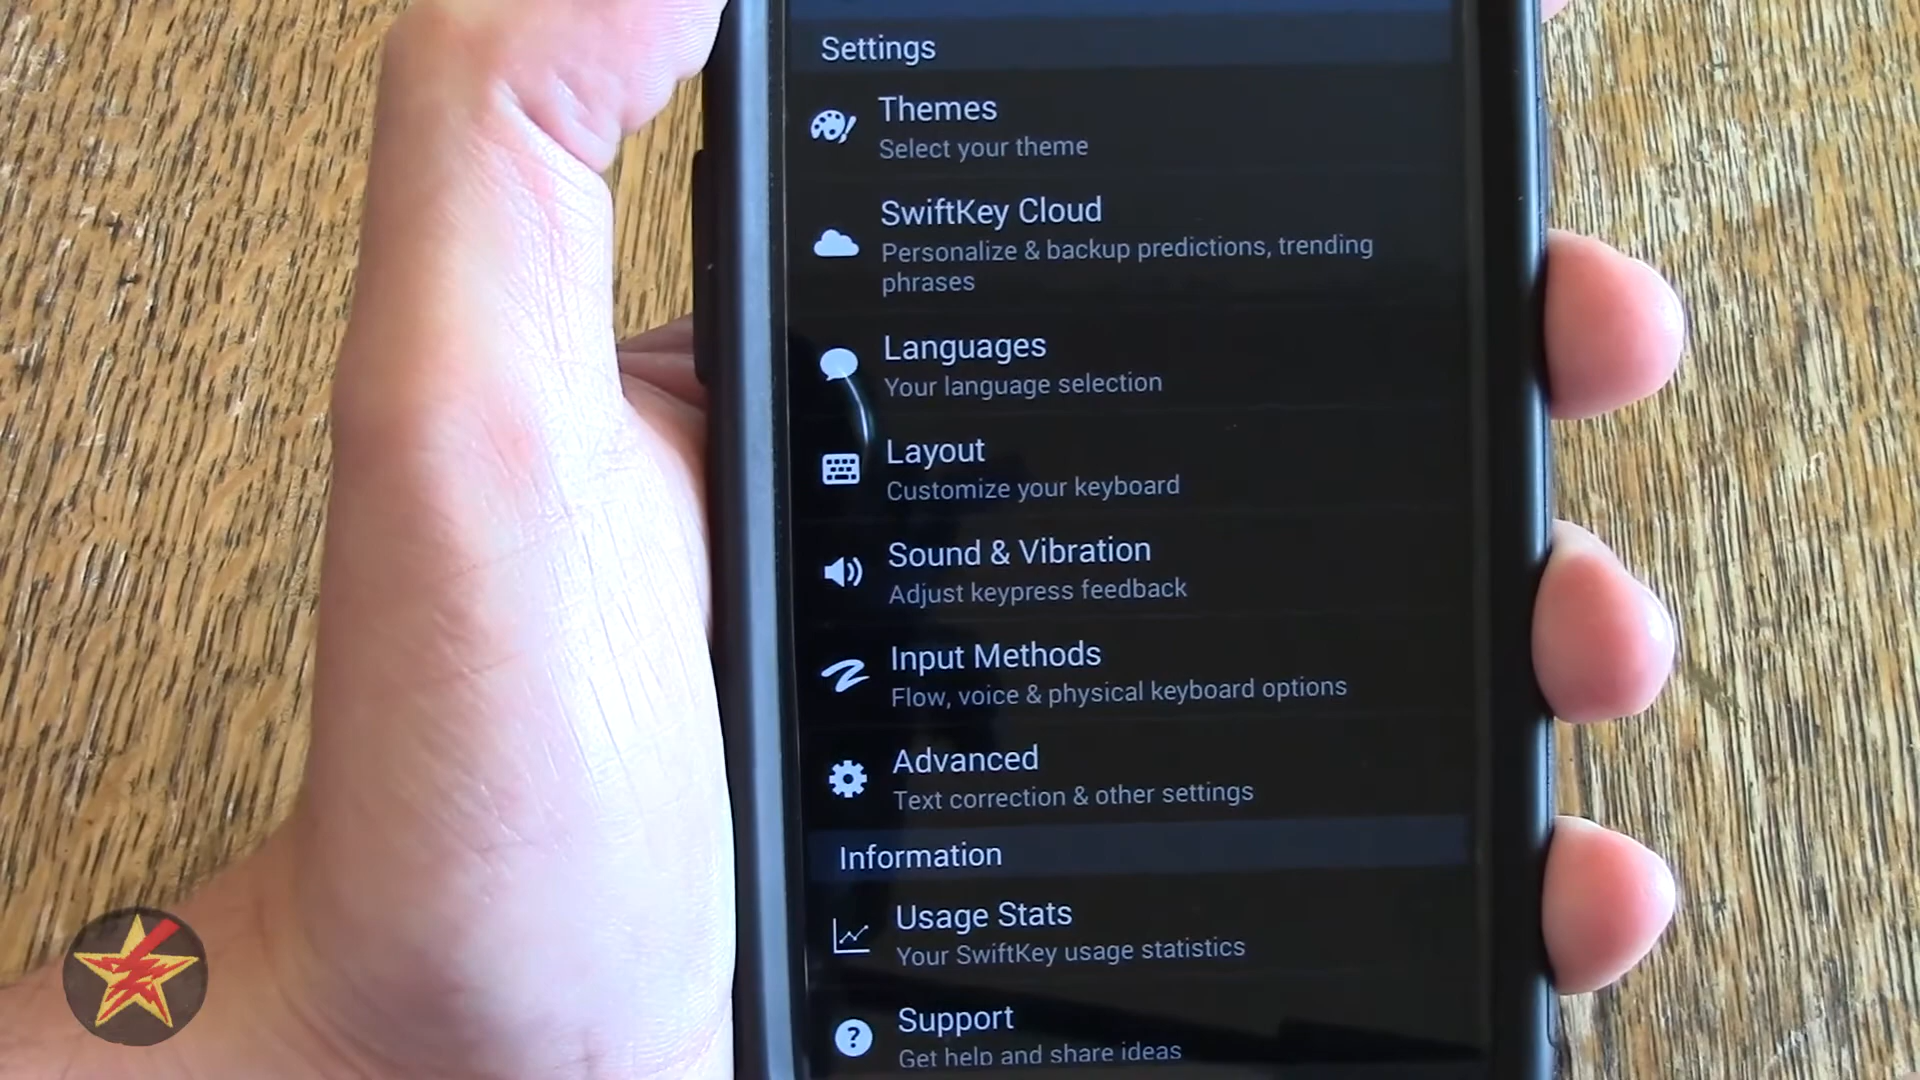 Settings
Themes
Select your theme
SwiftKey Cloud
Personalize & backup predictions, trending
phrases
Languages
Your language selection
Layout
Customize your keyboard
Sound & Vibration
Adjust keypress feedback
Input Methods
Flow, voice & physical keyboard options
Advanced
Text correction & other settings
Information
Usage Stats
Your SwiftKey usage statistics
Support
Get help and share ideas